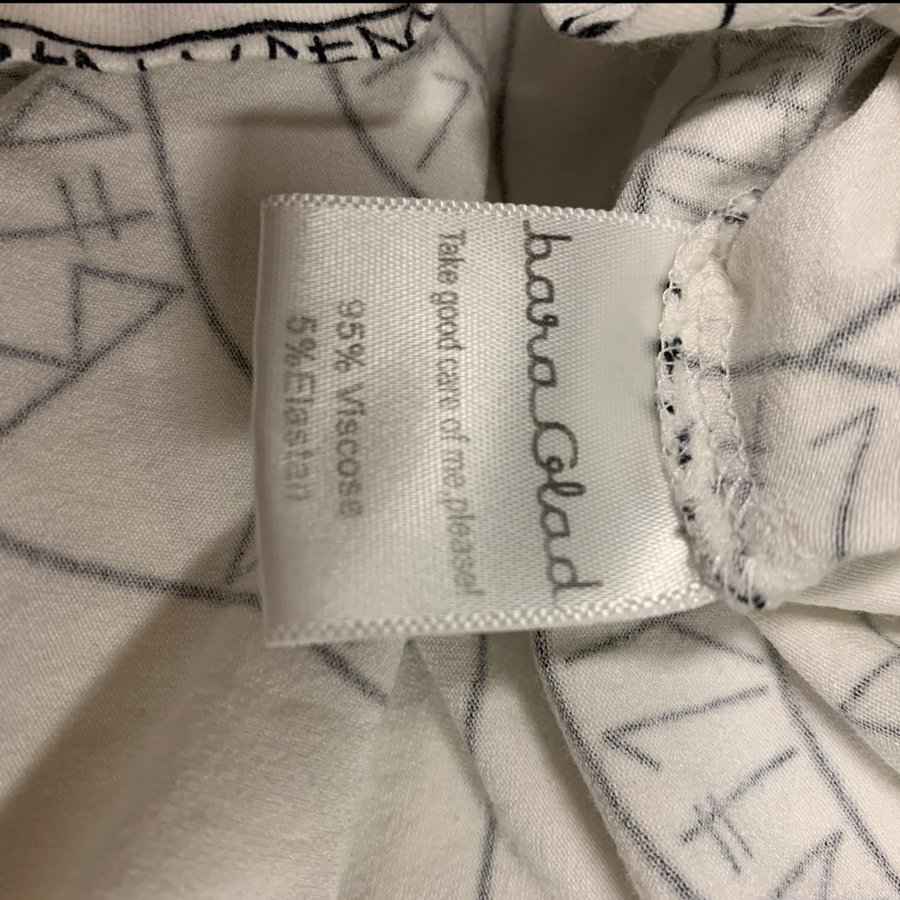 bara Glad
Take good care of me,please!
95% Viscose
5%Elastan